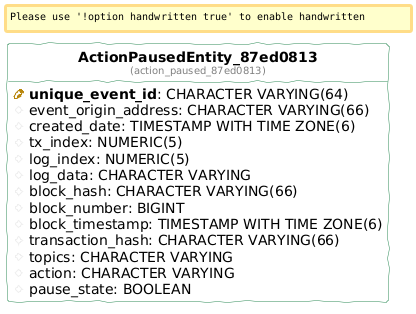 Please use '!option handwritten true' to enable handwritten
ActionPausedEntity_87ed0813
(action_paused_87ed0813)
unique_event_id: CHARACTER VARYING(64)
event_origin_address: CHARACTER VARYING(66)
created_date: TIMESTAMP WITH TIME ZONE(6)
tx_index: NUMERIC(5)
log_index: NUMERIC(5)
log_data: CHARACTER VARYING
block_hash: CHARACTER VARYING(66)
block_number: BIGINT
block_timestamp: TIMESTAMP WITH TIME ZONE(6)
transaction_hash: CHARACTER VARYING(66)
topics: CHARACTER VARYING
action: CHARACTER VARYING
pause_state: BOOLEAN